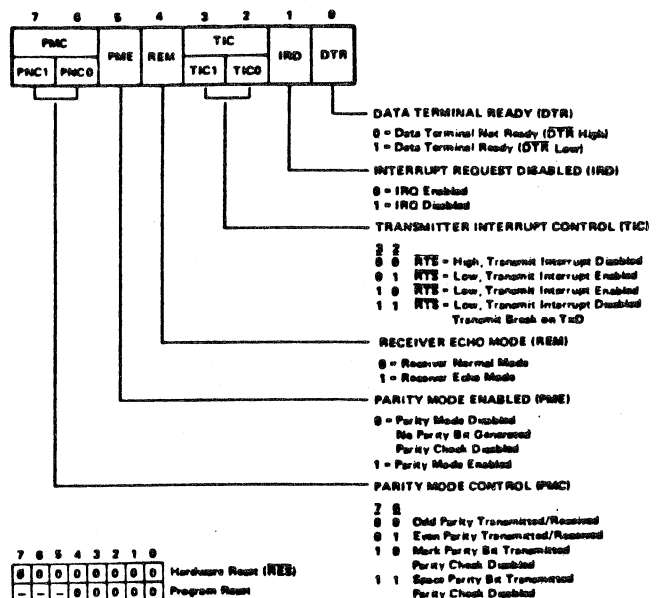 7 6 5 4 3 2 1 0
PMC PME REM TIC IRD DTR
PNC1 PNC0 TIC1 TIC0
DATA TERMINAL READY (DTR)
0 = Data Terminal Not Ready (DTR High)
1 = Data Terminal Ready (DTR Low)
INTERRUPT REQUEST DISABLED (IRD)
0 = IRQ Enabled
1 = IRQ Disabled
TRANSMITTER INTERRUPT CONTROL (TIC)
3 2
0 0 RTS = High, Transmit Interrupt Disabled
0 1 RTS = Low, Transmit Interrupt Enabled
1 0 RTS = Low, Transmit Interrupt Enabled
1 1 RTS = Low, Transmit Interrupt Disabled
Transmit Break on TxD
RECEIVER ECHO MODE (REM)
0 = Receiver Normal Mode
1 = Receiver Echo Mode
PARITY MODE ENABLED (PME)
0 = Parity Mode Disabled
No Parity Bit Generated
Parity Check Disabled
1 = Parity Mode Enabled
PARITY MODE CONTROL (PMC)
7 6
0 0 Odd Parity Transmitted/Received
0 1 Even Parity Transmitted/Received
1 0 Mark Parity Bit Transmitted
Parity Check Disabled
1 1 Space Parity Bit Transmitted
Parity Check Disabled
7 6 5 4 3 2 1 0
0 0 0 0 0 0 0 0 Hardware Reset (RES)
- - - 0 0 0 0 0 Program Reset